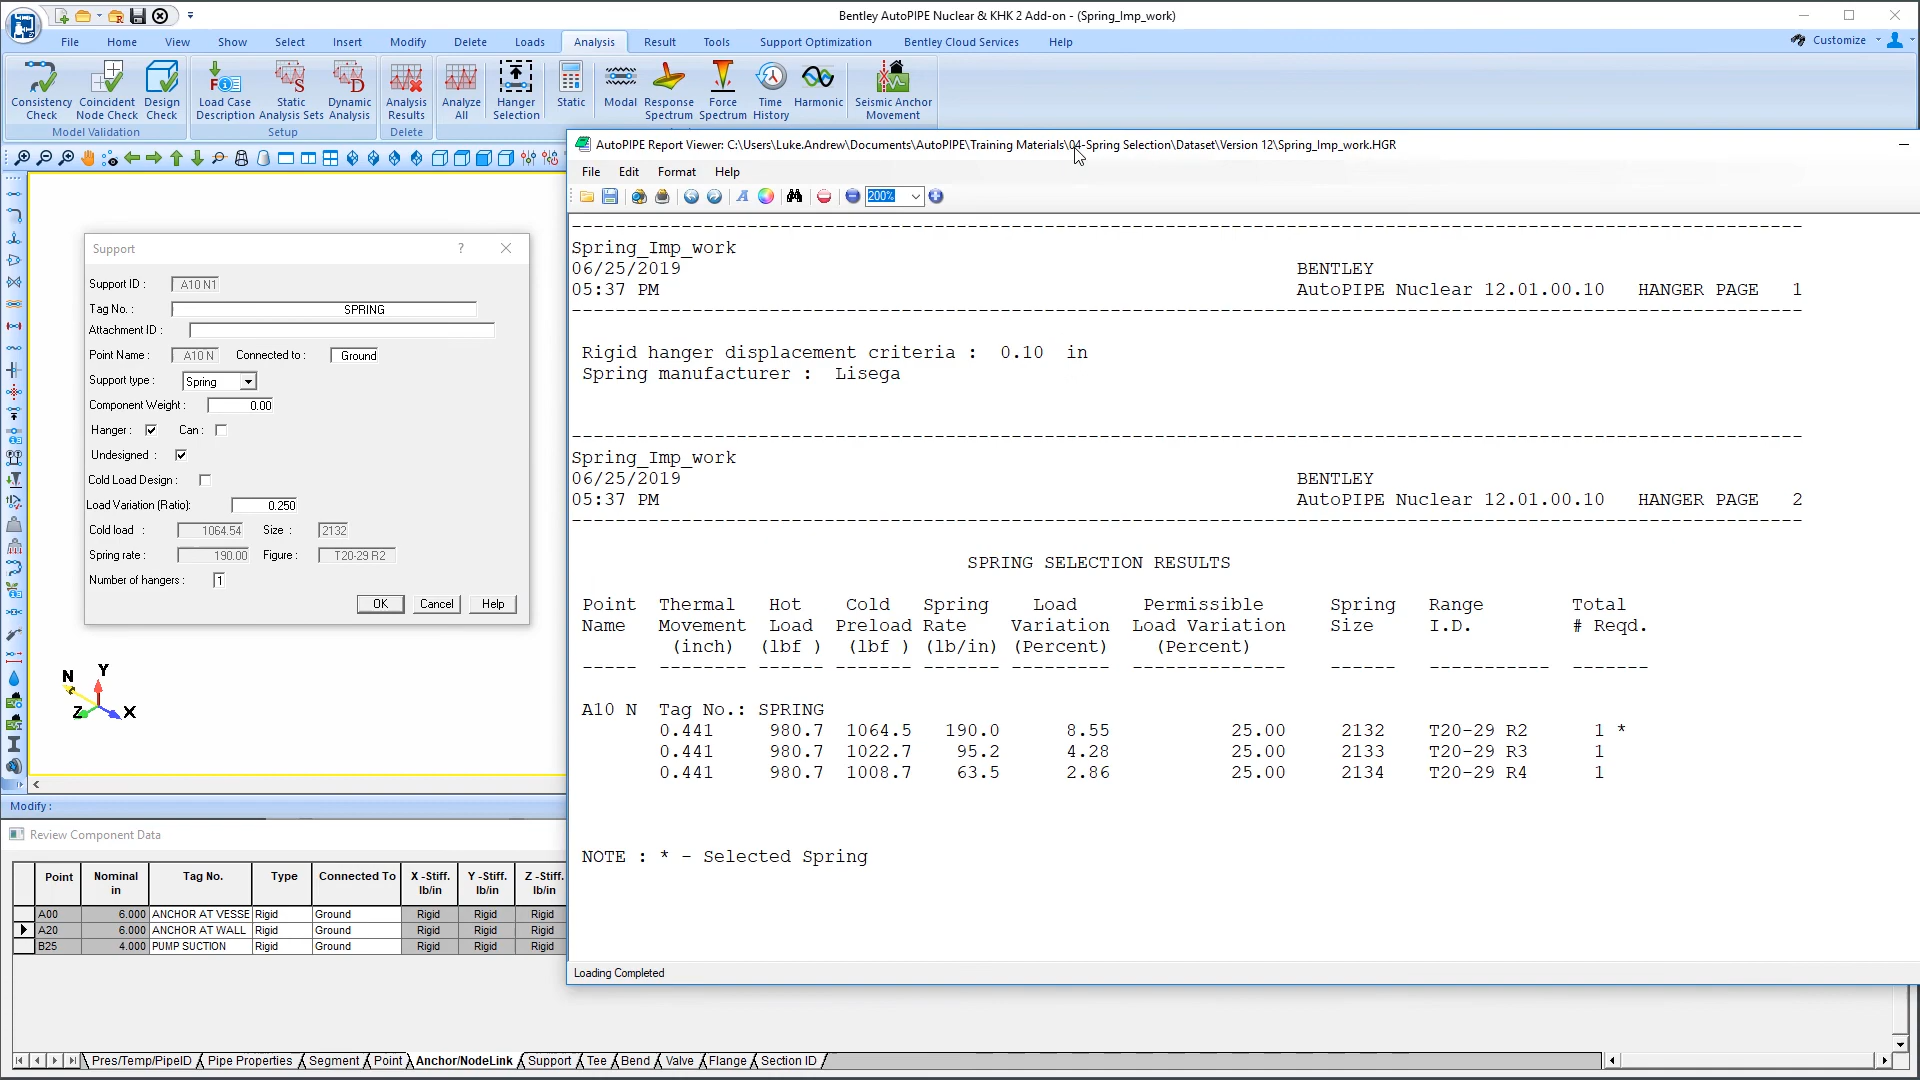 Bentley AutoPIPE Nuclear & KHK 2 Add-on - (Spring_Imp_work)
File Home View Show Select Insert Modify Delete Loads Analysis Result Tools Support Optimization Bentley Cloud Services Help Customize
Consistency Check
Coincident Node Check
Design Check
Load Case Description
Static Analysis Sets
Dynamic Analysis
Analysis Results
Analyze All
Hanger Selection
Static
Modal
Response Spectrum
Force Spectrum
Time History
Harmonic
Seismic Anchor Movement
Model Validation Setup Delete
AutoPIPE Report Viewer: C:\Users\Luke.Andrew\Documents\AutoPIPE\Training Materials\04-Spring Selection\Dataset\Version 12\Spring_Imp_work.HGR
File Edit Format Help
200%
Support ?
Support ID : A10 N1
Tag No. : SPRING
Attachment ID :
Point Name : A10 N Connected to : Ground
Support type : Spring
Component Weight : 0.00
Hanger : Can :
Undesigned :
Cold Load Design :
Load Variation (Ratio): 0.250
Cold load : 1064.54 Size : 2132
Spring rate : 190.00 Figure : T20-29 R2
Number of hangers : 1
OK Cancel Help
N Y Z X
Spring_Imp_work
06/25/2019 BENTLEY
05:37 PM AutoPIPE Nuclear 12.01.00.10 HANGER PAGE 1
Rigid hanger displacement criteria : 0.10 in
Spring manufacturer : Lisega
Spring_Imp_work
06/25/2019 BENTLEY
05:37 PM AutoPIPE Nuclear 12.01.00.10 HANGER PAGE 2
SPRING SELECTION RESULTS
Point Thermal Hot Cold Spring Load Permissible Spring Range Total
Name Movement Load Preload Rate Variation Load Variation Size I.D. # Reqd.
(inch) (lbf ) (lbf ) (lb/in) (Percent) (Percent)
A10 N Tag No.: SPRING
0.441 980.7 1064.5 190.0 8.55 25.00 2132 T20-29 R2 1 *
0.441 980.7 1022.7 95.2 4.28 25.00 2133 T20-29 R3 1
0.441 980.7 1008.7 63.5 2.86 25.00 2134 T20-29 R4 1
NOTE : * - Selected Spring
Loading Completed
Modify :
Review Component Data
Point Nominal Tag No. Type Connected To X -Stiff. Y -Stiff. Z -Stiff.
in lb/in lb/in lb/in
A00 6.000 ANCHOR AT VESSE Rigid Ground Rigid Rigid Rigid
A20 6.000 ANCHOR AT WALL Rigid Ground Rigid Rigid Rigid
B25 4.000 PUMP SUCTION Rigid Ground Rigid Rigid Rigid
Pres/Temp/PipeID Pipe Properties Segment Point Anchor/NodeLink Support Tee Bend Valve Flange Section ID